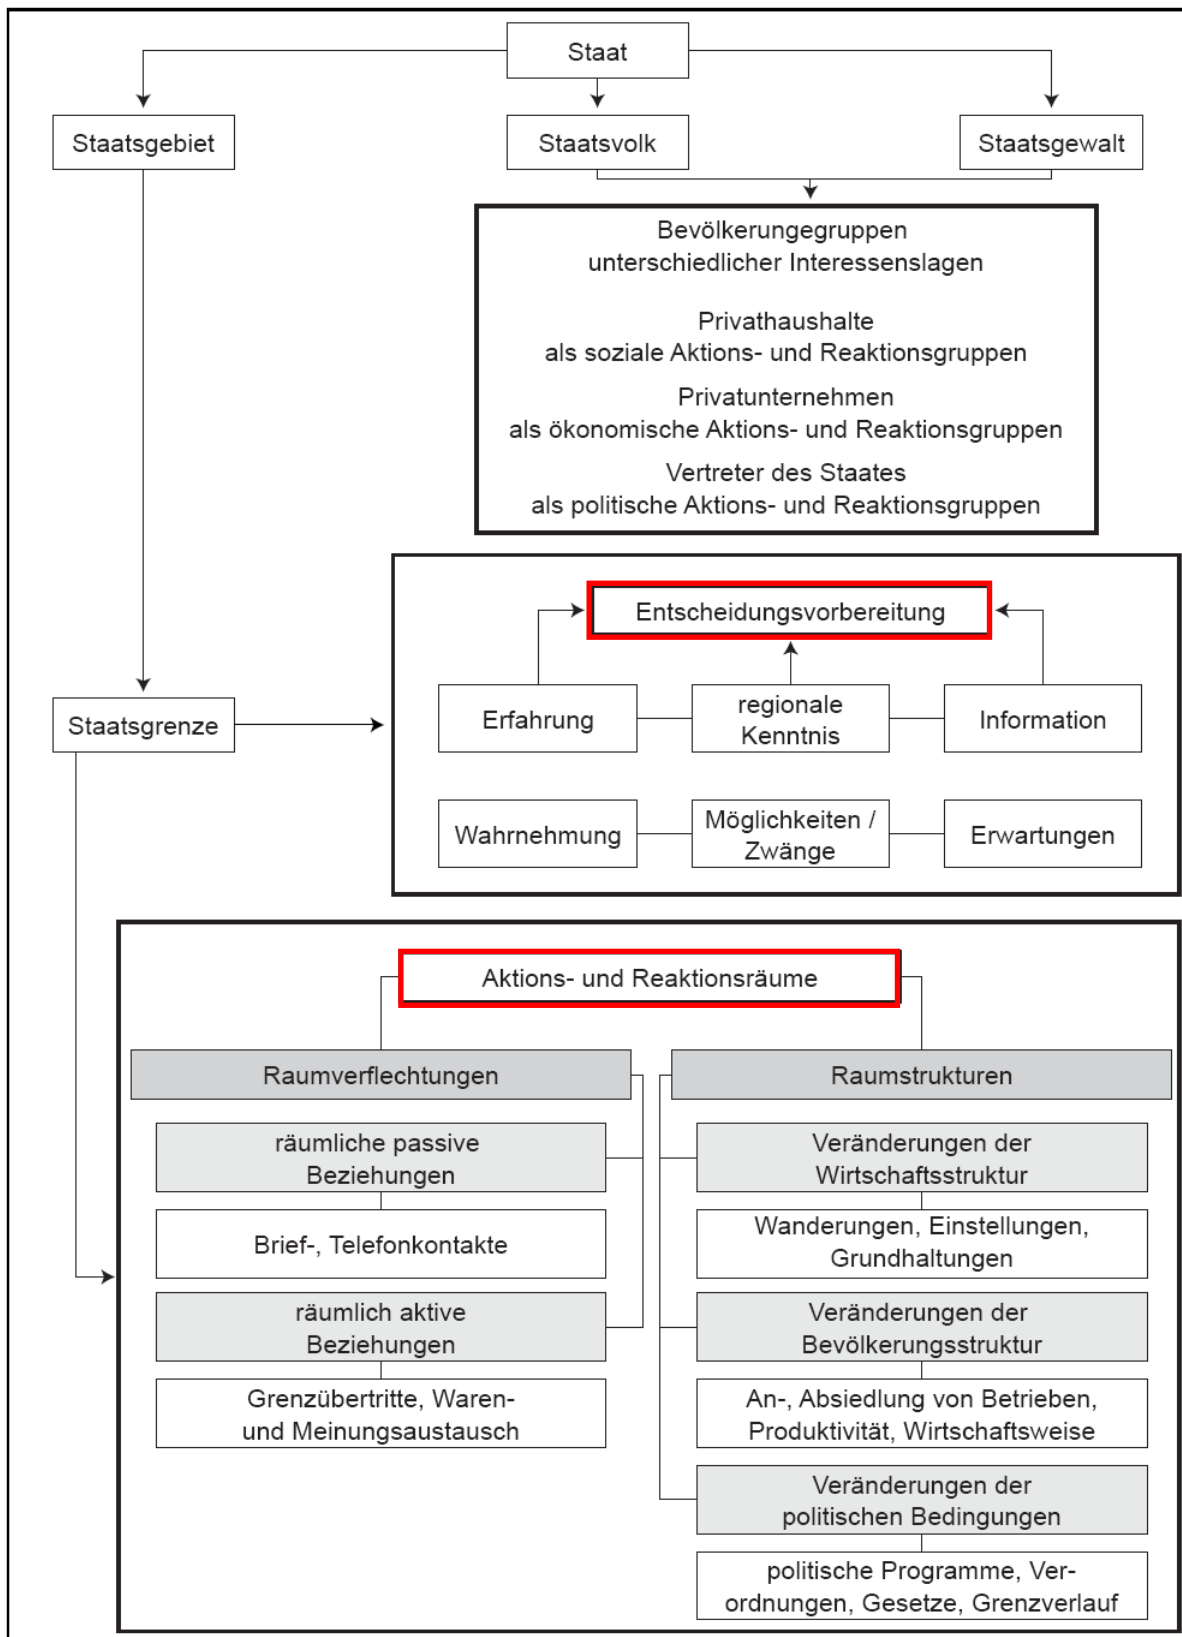 Staat
Staatsgebiet
Staatsvolk
Staatsgewalt
Bevölkerungegruppen
unterschiedlicher Interessenslagen
Privathaushalte
als soziale Aktions- und Reaktionsgruppen
Privatunternehmen
als ökonomische Aktions- und Reaktionsgruppen
Vertreter des Staates
als politische Aktions- und Reaktionsgruppen
Entscheidungsvorbereitung
Staatsgrenze
Erfahrung
regionale
Kenntnis
Information
Wahrnehmung
Möglichkeiten /
Zwänge
Erwartungen
Aktions- und Reaktionsräume
Raumverflechtungen
räumliche passive
Beziehungen
Brief-, Telefonkontakte
räumlich aktive
Beziehungen
Grenzübertritte, Waren-
und Meinungsaustausch
Raumstrukturen
Veränderungen der
Wirtschaftsstruktur
Wanderungen, Einstellungen,
Grundhaltungen
Veränderungen der
Bevölkerungsstruktur
An-, Absiedlung von Betrieben,
Produktivität, Wirtschaftsweise
Veränderungen der
politischen Bedingungen
politische Programme, Ver-
ordnungen, Gesetze, Grenzverlauf